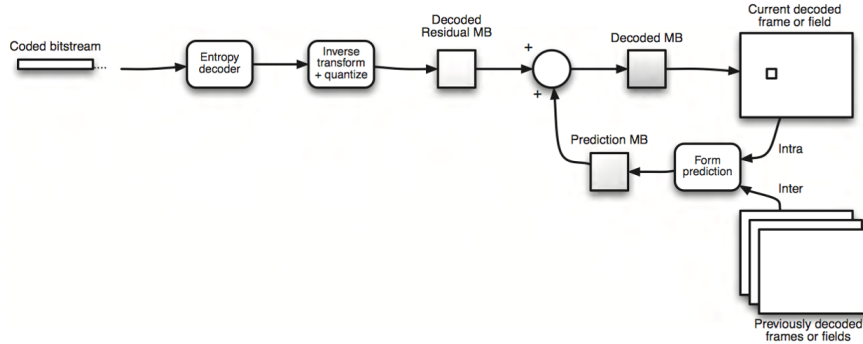 Current decoded
frame or field
Decoded
Residual MB
Coded bitstream
....
Entropy
decoder
Inverse
transform
+ quantize
+
Decoded MB
+
Prediction MB
Form
prediction
Intra
Inter
Previously decoded
frames or fields